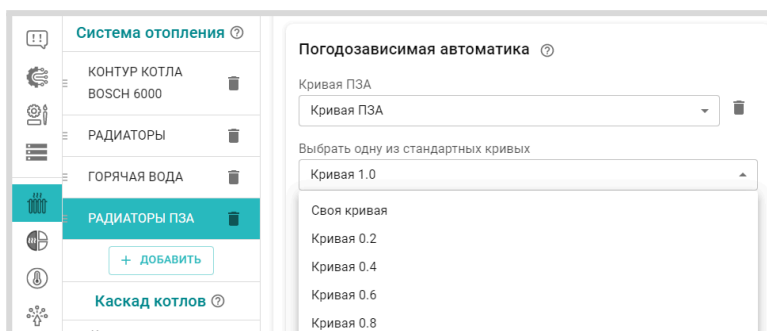 Система отопления
КОНТУР КОТЛА
BOSCH 6000
РАДИАТОРЫ
ГОРЯЧАЯ ВОДА
РАДИАТОРЫ ПЗА
+ ДОБАВИТЬ
Каскад котлов
Погодозависимая автоматика
Кривая ПЗА
Кривая ПЗА
Выбрать одну из стандартных кривых
Кривая 1.0
Своя кривая
Кривая 0.2
Кривая 0.4
Кривая 0.6
Кривая 0.8